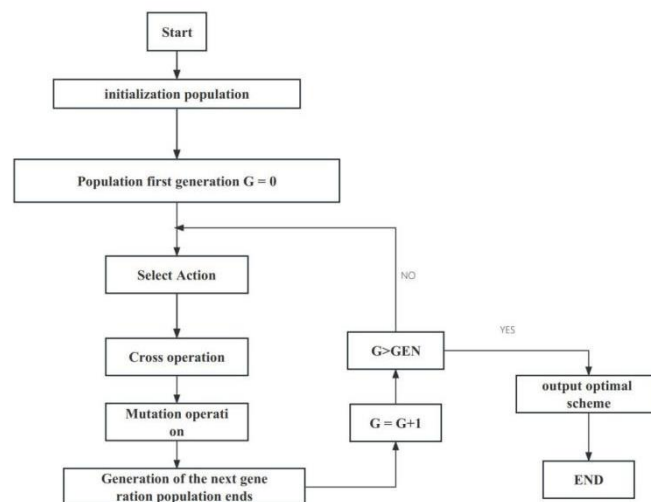 Start
initialization population
Population first generation G = 0
Select Action
NO
YES
Cross operation
G>GEN
output optimal
scheme
Mutation operati
on
G = G+1
Generation of the next gene
ration population ends
END